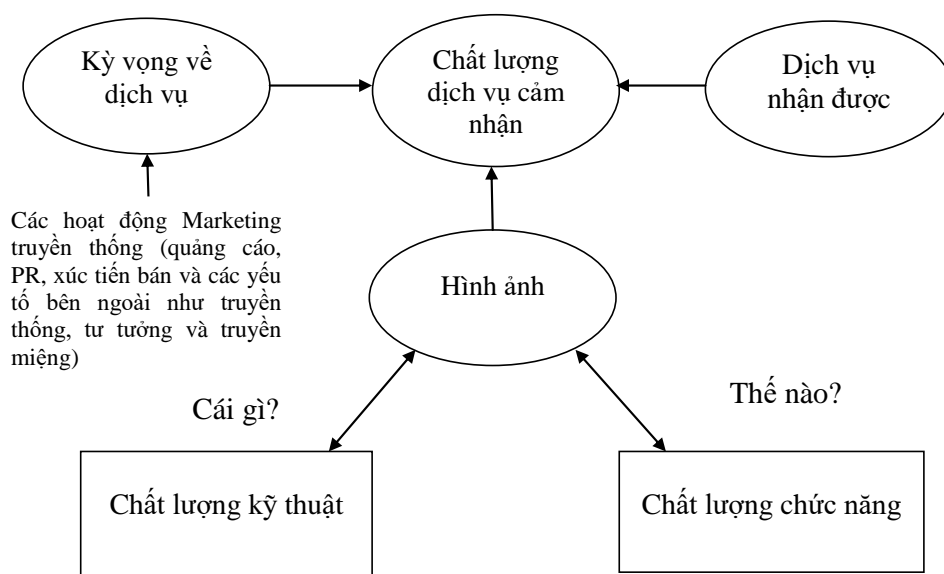 Kỳ vọng về
dịch vụ
Chất lượng
dịch vụ cảm
nhận
Dịch vụ
nhận được
Các hoạt động Marketing
truyền thống (quảng cáo,
PR, xúc tiến bán và các yếu
tố bên ngoài như truyền
thống, tư tưởng và truyền
miệng)
Hình ảnh
Cái gì?
Thế nào?
Chất lượng kỹ thuật
Chất lượng chức năng